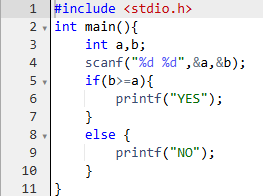 1 #include <stdio.h>
2 int main(){
3     int a,b;
4     scanf("%d %d",&a,&b);
5     if(b>=a){
6         printf("YES");
7     }
8     else {
9         printf("NO");
10     }
11 }